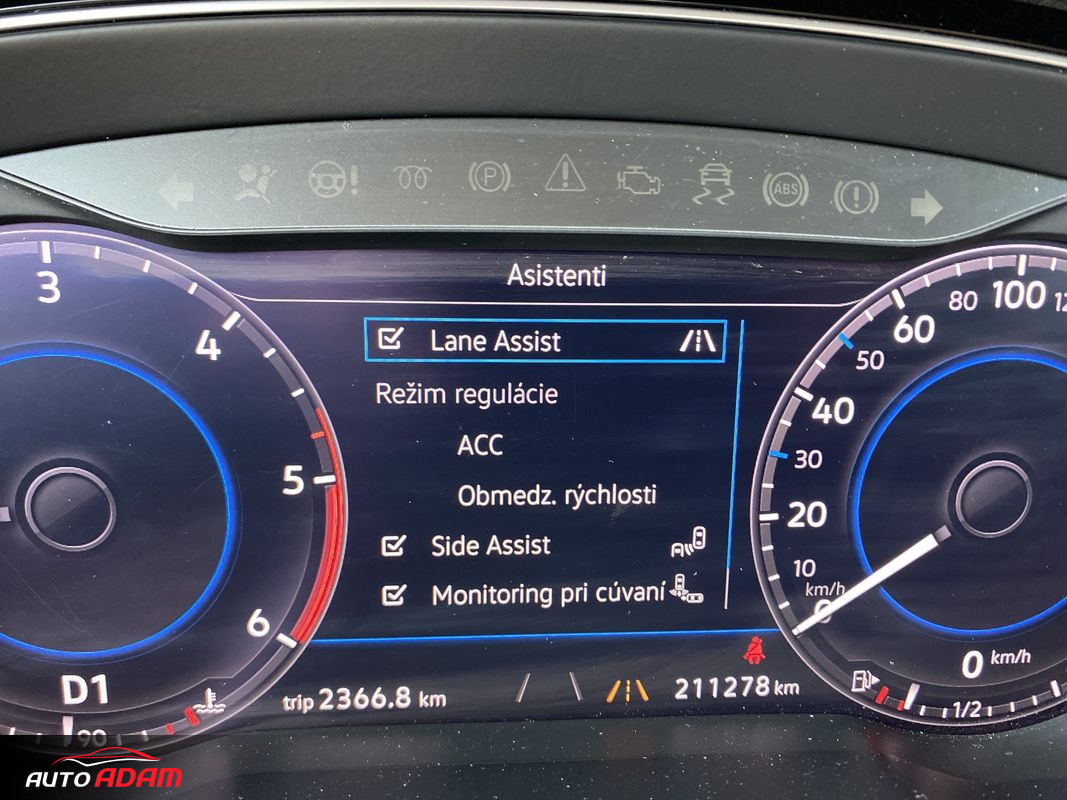 P
ABS
Asistenti
Lane Assist
Režim regulácie
ACC
Obmedz. rýchlosti
Side Assist
Monitoring pri cúvaní
3
4
5
6
D1
90
trip 2366.8 km
211278 km
0
10
20
30
40
50
60
80
100
km/h
0 km/h
1/2
AUTO ADAM